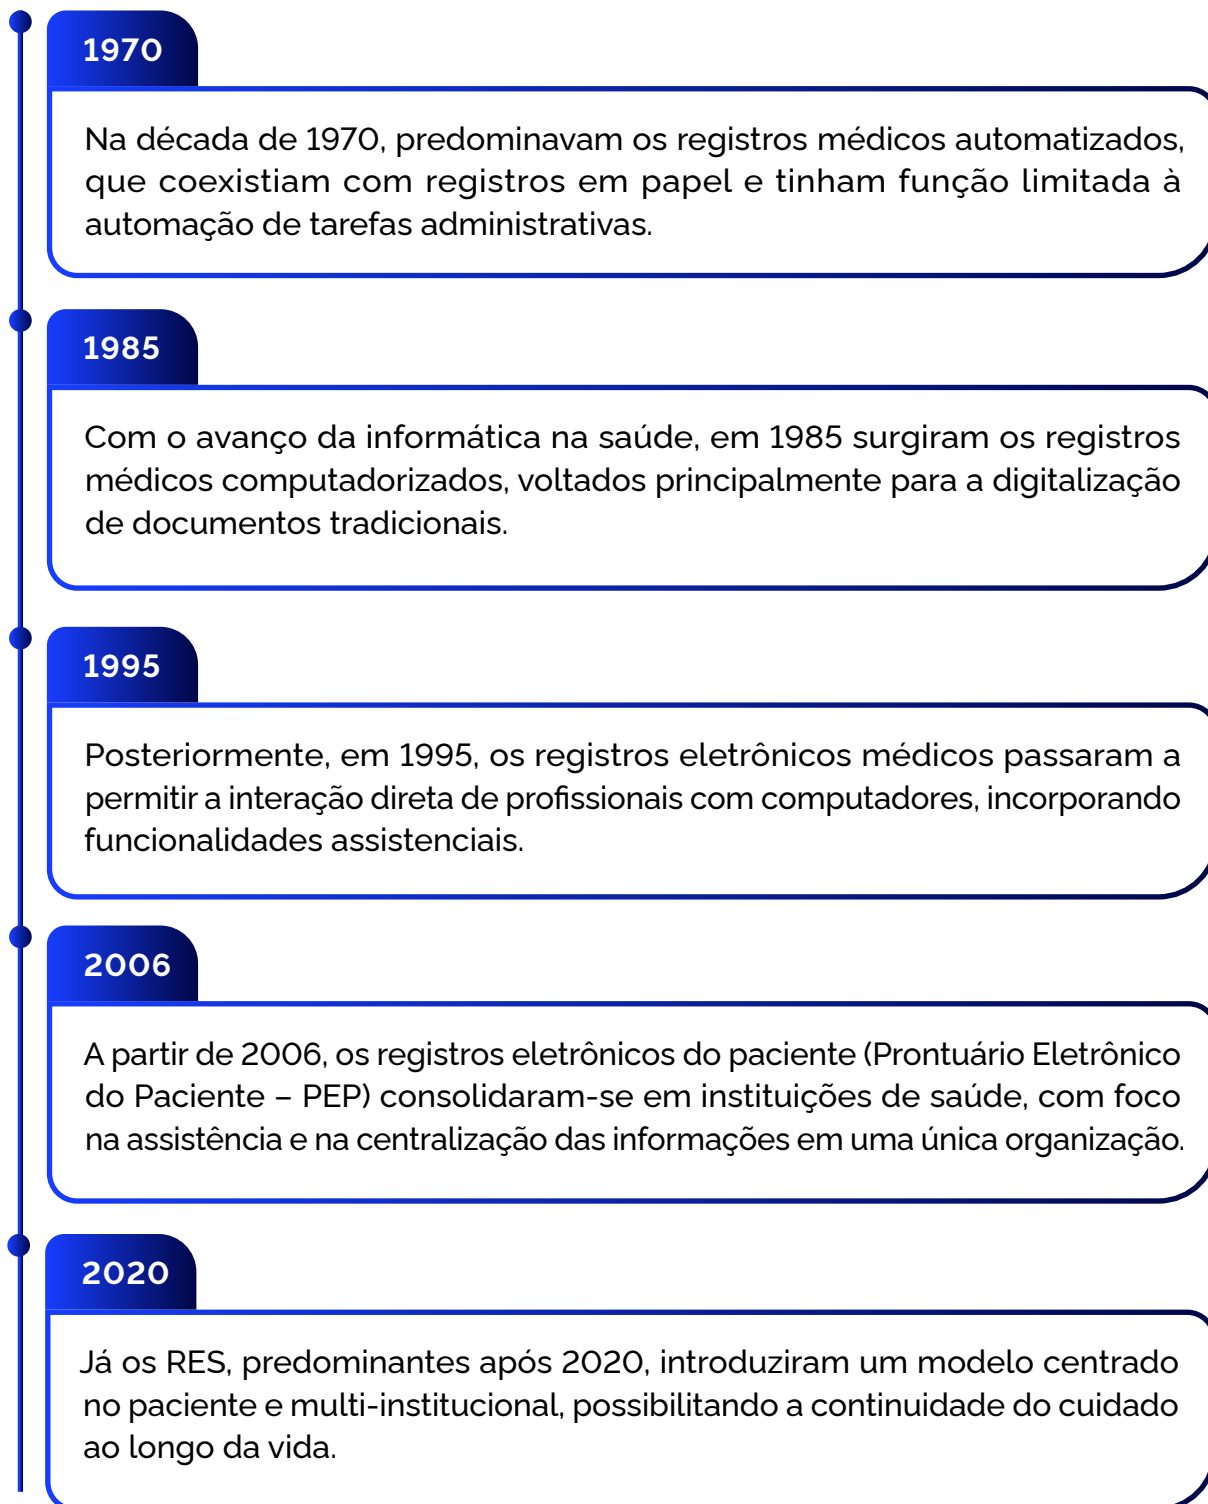 1970
Na década de 1970, predominavam os registros médicos automatizados,
que coexistiam com registros em papel e tinham função limitada à
automação de tarefas administrativas.
1985
Com o avanço da informática na saúde, em 1985 surgiram os registros
médicos computadorizados, voltados principalmente para a digitalização
de documentos tradicionais.
1995
Posteriormente, em 1995, os registros eletrônicos médicos passaram a
permitir a interação direta de profissionais com computadores, incorporando
funcionalidades assistenciais.
2006
A partir de 2006, os registros eletrônicos do paciente (Prontuário Eletrônico
do Paciente – PEP) consolidaram-se em instituições de saúde, com foco
na assistência e na centralização das informações em uma única organização.
2020
Já os RES, predominantes após 2020, introduziram um modelo centrado
no paciente e multi-institucional, possibilitando a continuidade do cuidado
ao longo da vida.